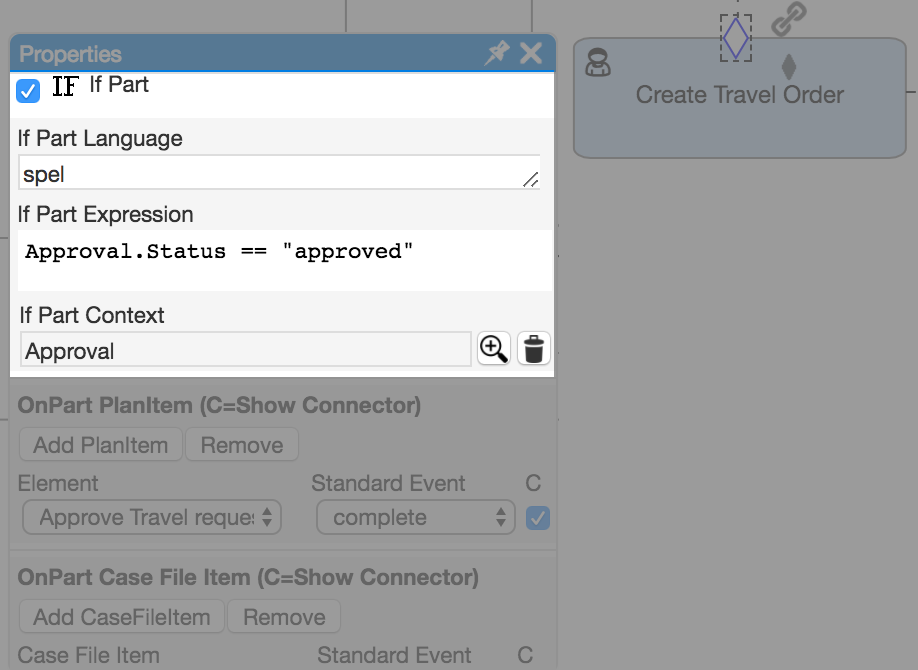 Properties
IF If Part
If Part Language
spel
If Part Expression
Approval.Status == "approved"
If Part Context
Approval
OnPart PlanItem (C=Show Connector)
Add PlanItem Remove
Element Standard Event C
Approve Travel reques complete
OnPart Case File Item (C=Show Connector)
Add CaseFileItem Remove
Case File Item Standard Event C
Create Travel Order